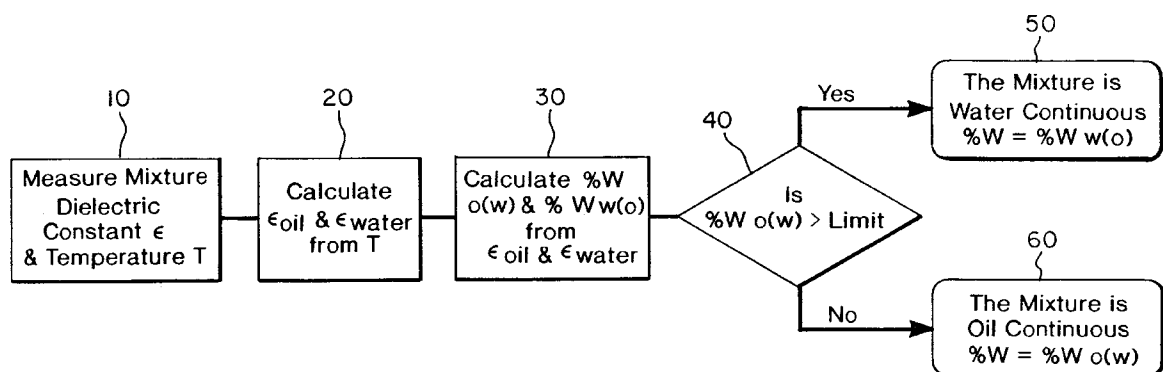 10
Measure Mixture
Dielectric
Constant ϵ
& Temperature T
20
Calculate
ϵoil & ϵwater
from T
30
Calculate %W
o(w) & % W w(o)
from
ϵ oil & ϵ water
40
Is
%W o(w) > Limit
Yes
50
The Mixture is
Water Continuous
%W = %W w(o)
No
60
The Mixture is
Oil Continuous
%W = %W o(w)